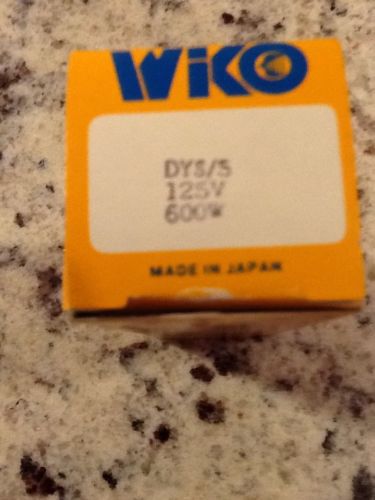 WIKO
DYS/5
125V
600W
MADE IN JAPAN